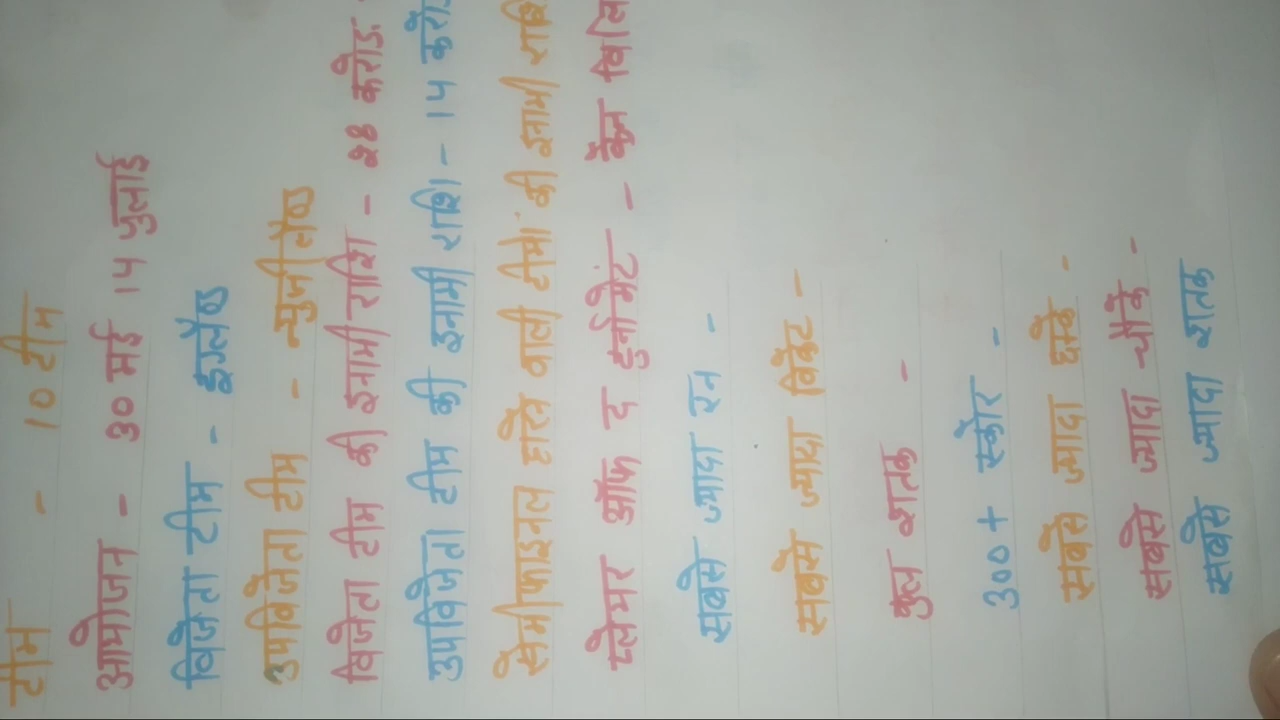 टीम - 10 टीम
आयोजन - 30 मई 14 जुलाई
विजेता टीम - इंग्लैण्ड
उपविजेता टीम - न्यूजीलैण्ड
विजेता टीम की इनामी राशि - 28 करोड़
उपविजेता टीम की इनामी राशि - 14 करो
सेमीफाइनल हारने वाली टीमों की इनामी राशि
प्लेयर ऑफ द टुर्नामेंट - केन विलि
सबसे ज्यादा रन -
सबसे ज्यादा विकेट -
कुल शतक -
300+ स्कोर -
सबसे ज्यादा छक्के -
सबसे ज्यादा चौके -
सबसे ज्यादा शतक